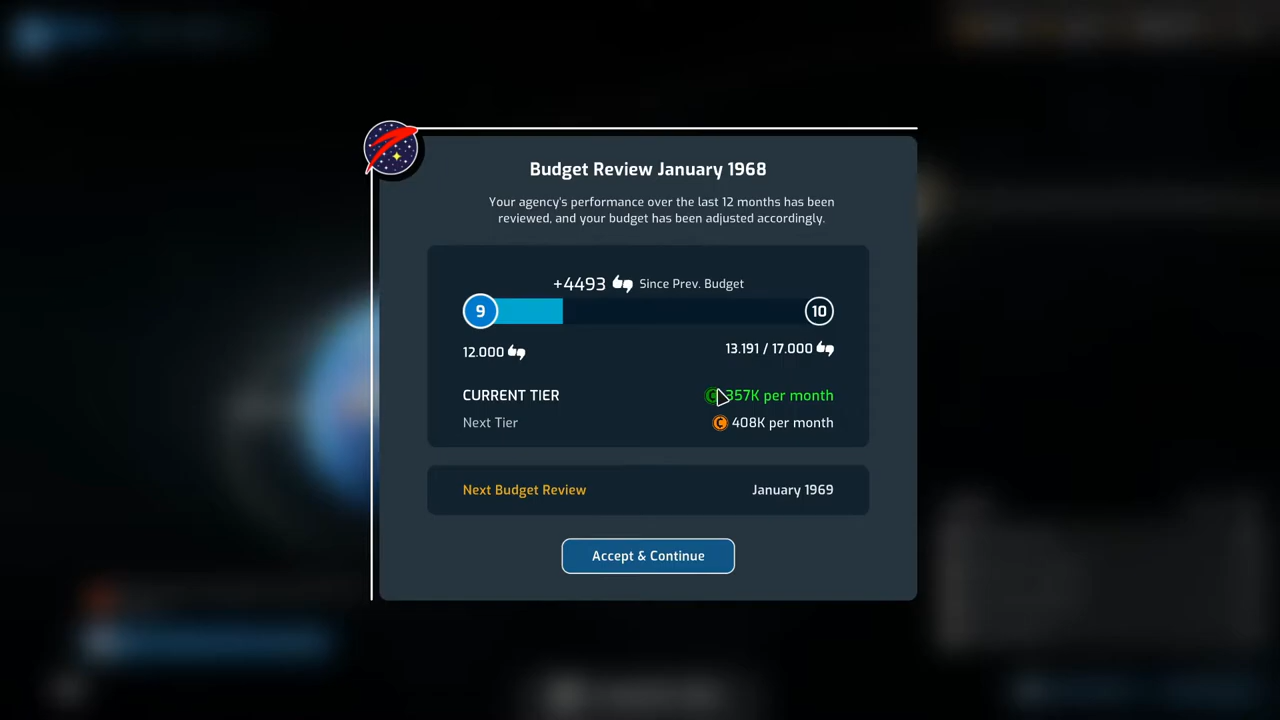 Budget Review January 1968
Your agency's performance over the last 12 months has been
reviewed, and your budget has been adjusted accordingly.
+4493 Since Prev. Budget
9 10
12.000 13.191 / 17.000
CURRENT TIER 357K per month
Next Tier 408K per month
Next Budget Review January 1969
Accept & Continue